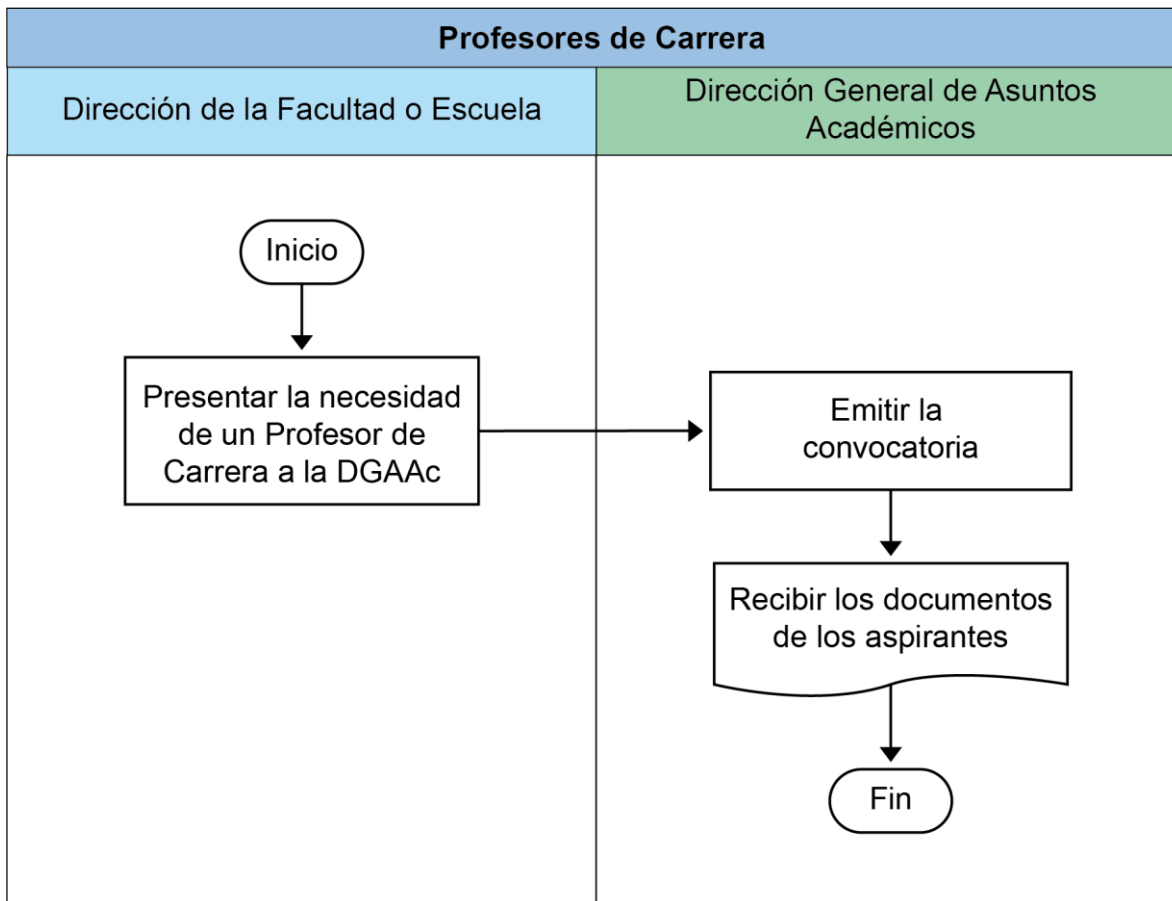 Profesores de Carrera
Dirección de la Facultad o Escuela
Dirección General de Asuntos
Académicos
Inicio
Presentar la necesidad
de un Profesor de
Carrera a la DGAAc
Emitir la
convocatoria
Recibir los documentos
de los aspirantes
Fin